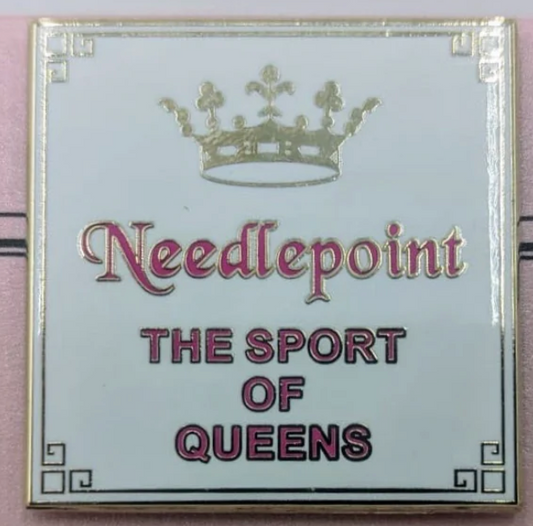 Needlepoint
THE SPORT
OF
QUEENS